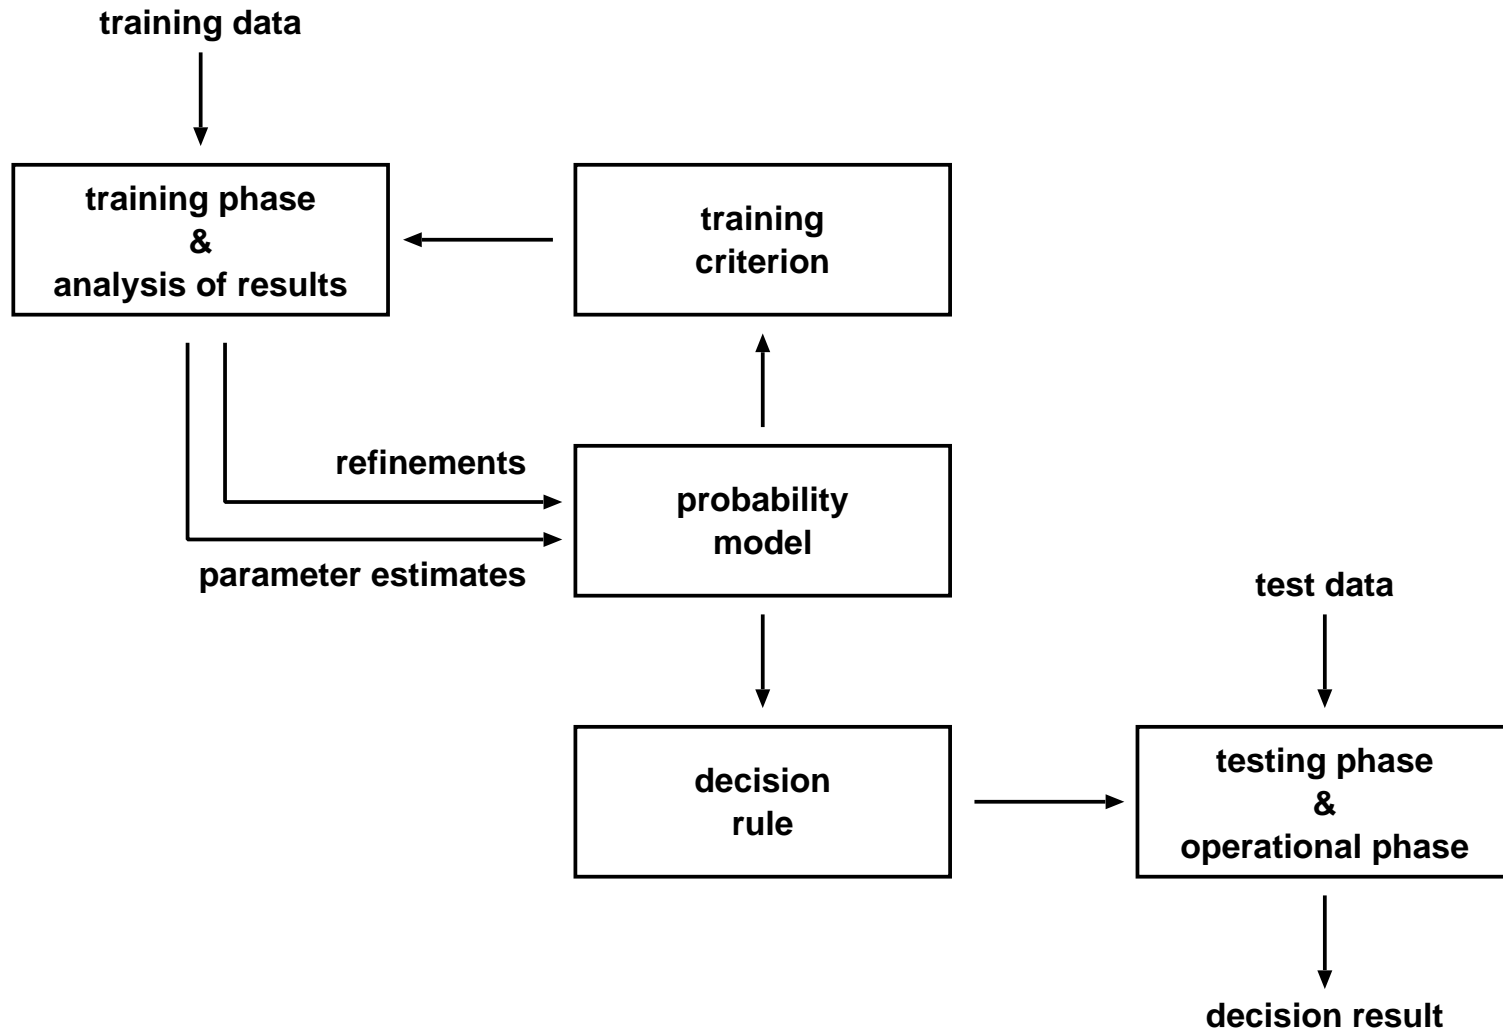 training data
training phase
&
analysis of results
training
criterion
refinements
probability
model
parameter estimates
test data
decision
rule
testing phase
&
operational phase
decision result